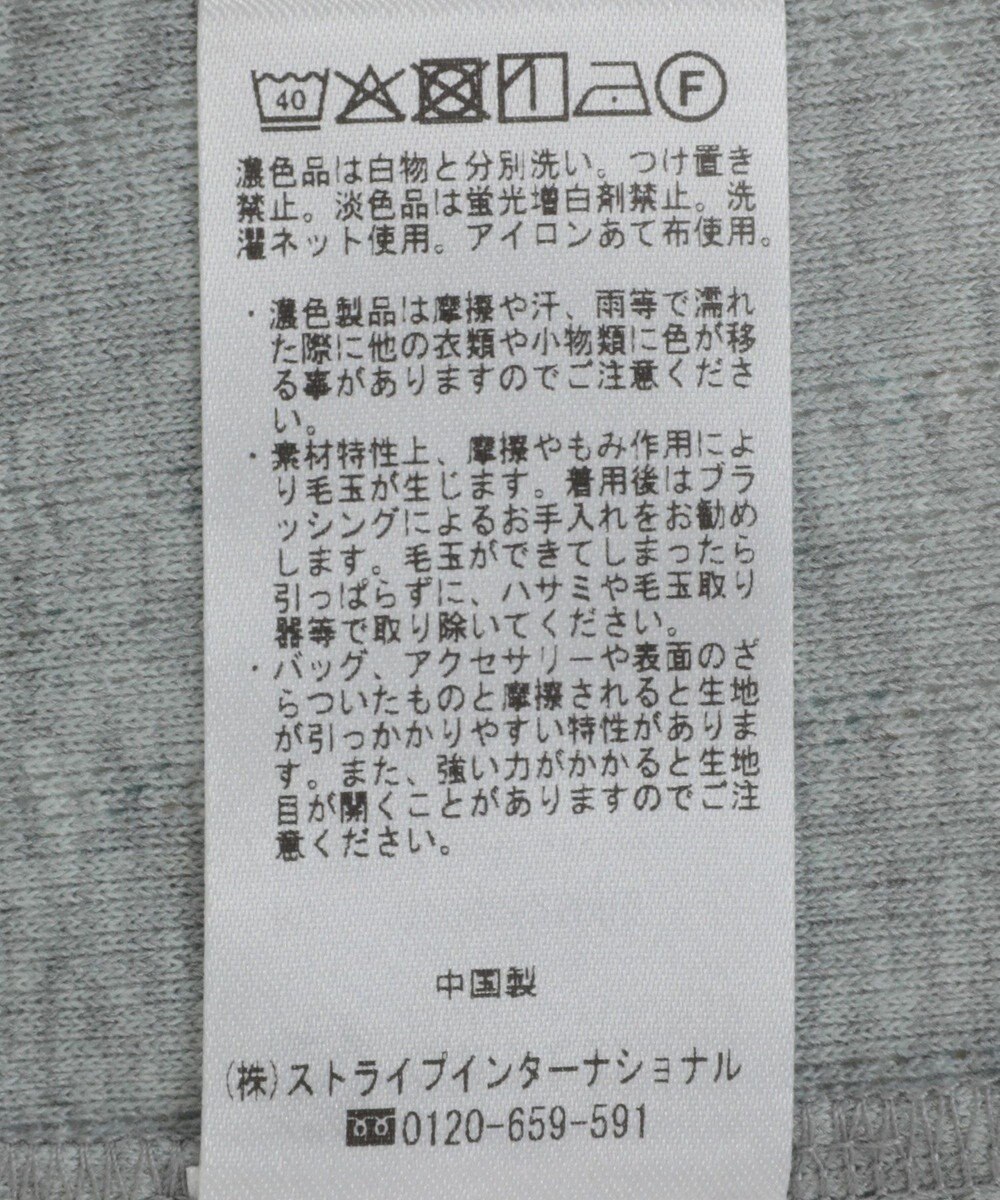 40
F
濃色品は白物と分別洗い。つけ置き
禁止。淡色品は蛍光増白剤禁止。洗
濯ネット使用。アイロンあて布使用。
・濃色製品は摩擦や汗、雨等で濡れ
た際に他の衣類や小物類に色が移
る事がありますのでご注意くださ
い。
・素材特性上、摩擦やもみ作用によ
り毛玉が生じます。着用後はブラ
ッシングによるお手入れをお勧め
します。毛玉ができてしまったら
引っぱらずに、ハサミや毛玉取り
器等で取り除いてください。
・バッグ、アクセサリーや表面のざ
らついたものと摩擦されると生地
が引っかかりやすい特性がありま
す。また、強い力がかかると生地
目が開くことがありますのでご注
意ください。
中国製
(株)ストライプインターナショナル
0120-659-591